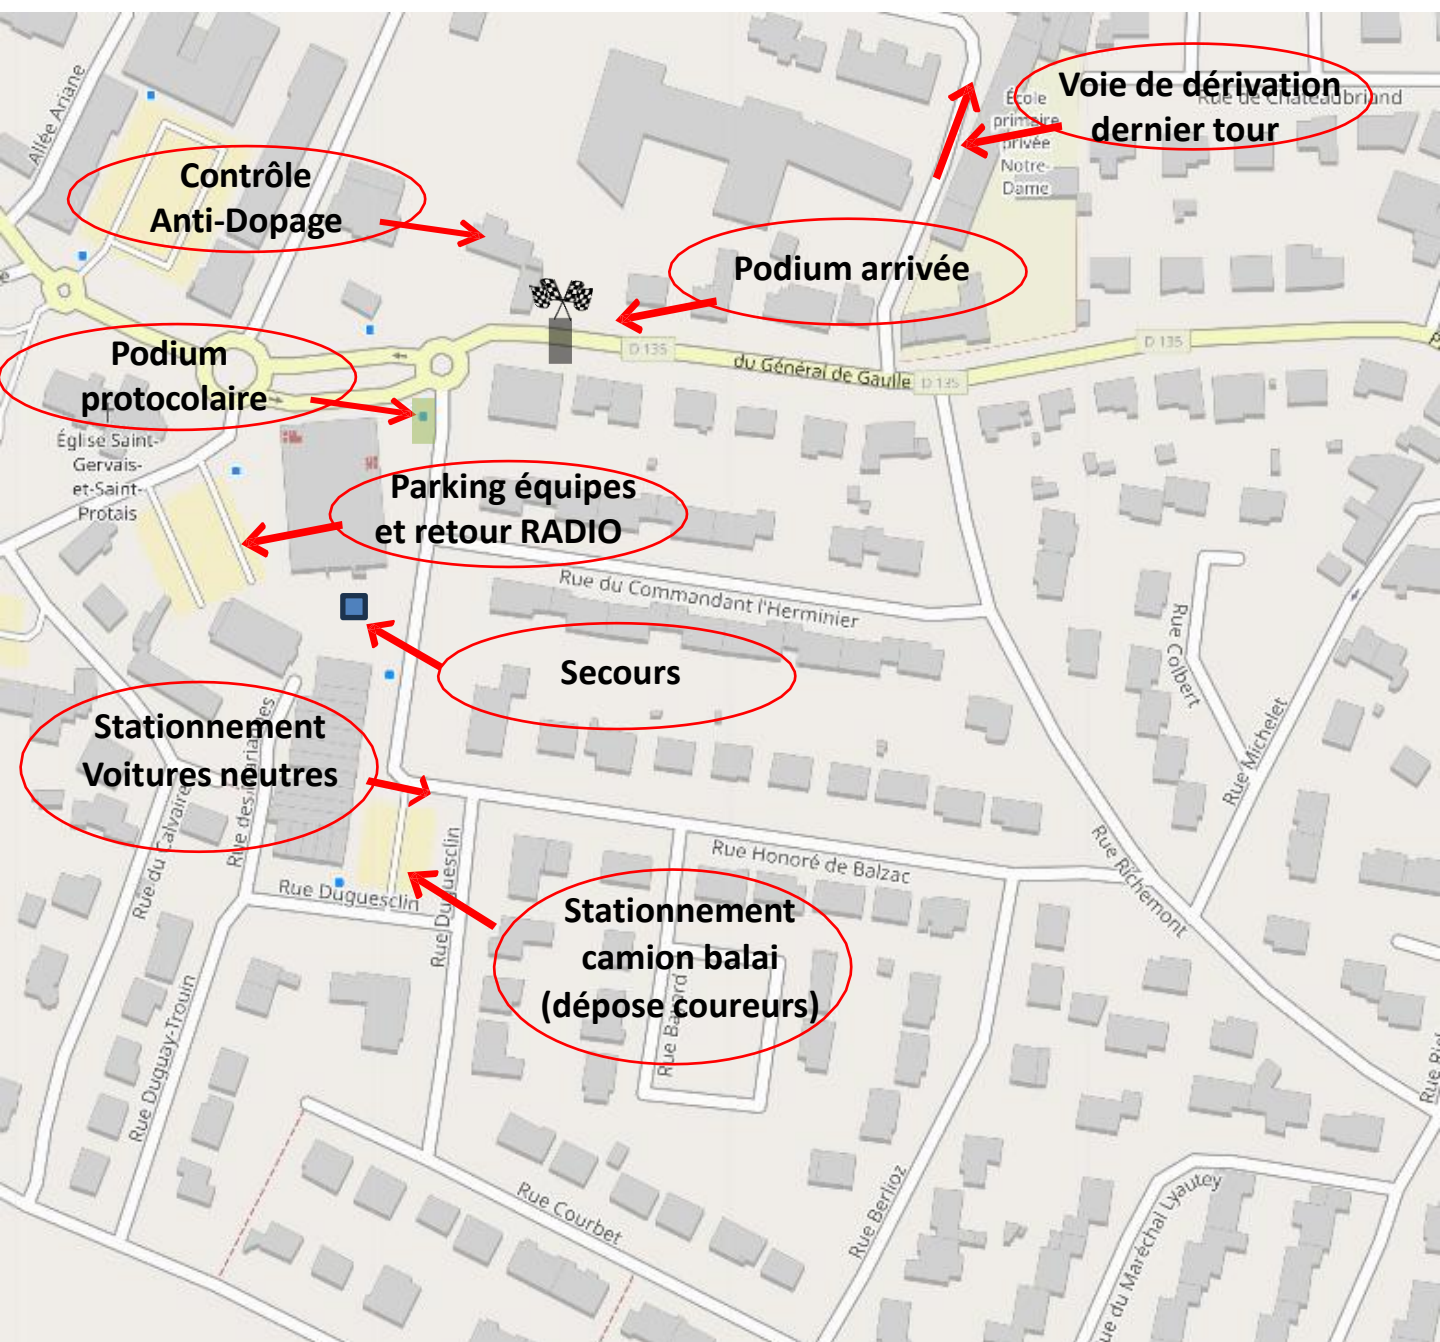 Voie de dérivation
dernier tour
Rue de Chateaubriand
École
primaire
privée
Notre-
Dame
Allée Ariane
Contrôle
Anti-Dopage
Podium arrivée
Podium
protocolaire
D 135
du Général de Gaulle
D 135
D 135
Église Saint-
Gervais-
et-Saint-
Protais
Parking équipes
et retour RADIO
Rue du Commandant l'Herminier
Rue Colbert
Secours
Rue Michelet
Stationnement
Voitures neutres
Rue du Calvaire
Rue Duguesclin
Rue Duguesclin
Rue Honoré de Balzac
Rue Richemont
Stationnement
camion balai
(dépose coureurs)
Rue Duguay-Trouin
Rue Courbet
Rue Berlioz
Maréchal Lyautey